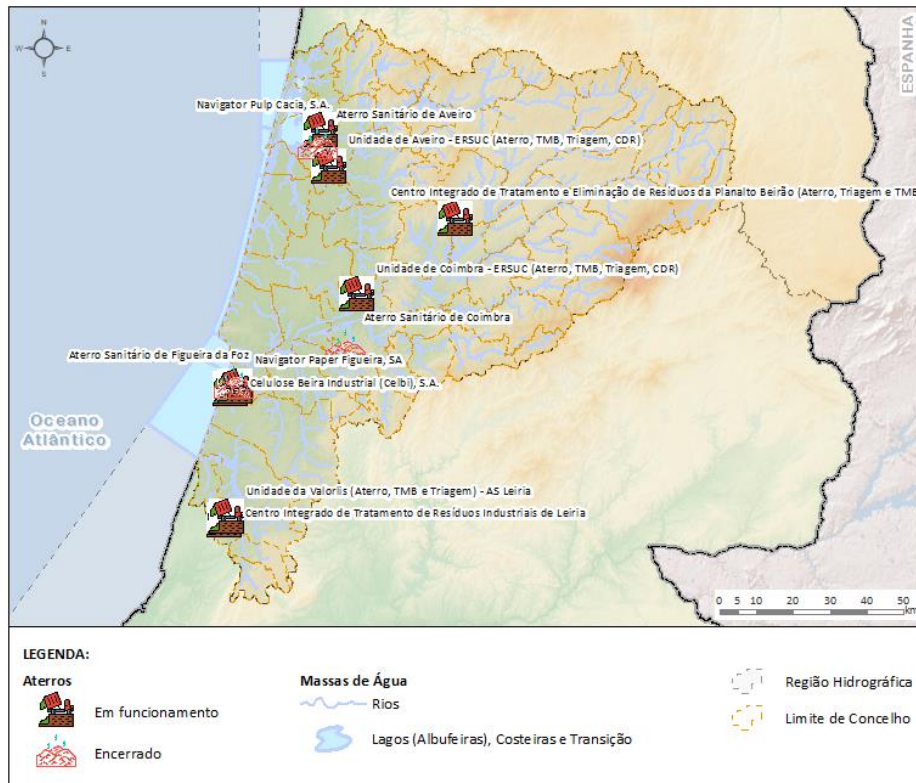 N
W E
S
ESPANHA
Navigator Pulp Cacia, S.A.
Aterro Sanitário de Aveiro
Unidade de Aveiro - ERSUC (Aterro, TMB, Triagem, CDR)
Centro Integrado de Tratamento e Eliminação de Resíduos da Planalto Beirão (Aterro, Triagem e TMB
Unidade de Coimbra - ERSUC (Aterro, TMB, Triagem, CDR)
Aterro Sanitário de Coimbra
Aterro Sanitário de Figueira da Foz
Navigator Paper Figueira, SA
Celulose Beira Industrial (Celbi), S.A.
Oceano
Atlântico
Unidade da Valorlis (Aterro, TMB e Triagem) - AS Leiria
Centro Integrado de Tratamento de Resíduos Industriais de Leiria
0 5 10 20 30 40 50
km
LEGENDA:
Aterros
Em funcionamento
Encerrado
Massas de Água
Rios
Lagos (Albufeiras), Costeiras e Transição
Região Hidrográfica
Limite de Concelho